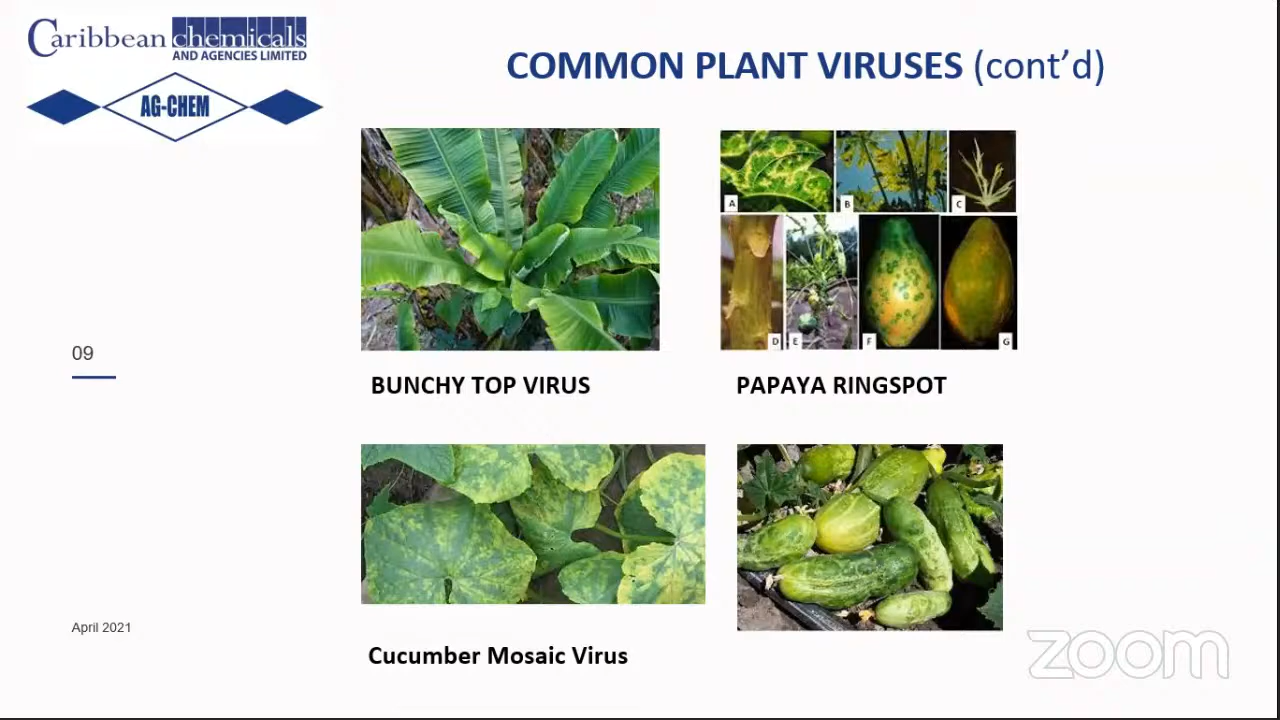 Caribbean chemicals
AND AGENCIES LIMITED
AG-CHEM
COMMON PLANT VIRUSES (cont’d)
A
B
C
D
E
F
G
09
BUNCHY TOP VIRUS
PAPAYA RINGSPOT
April 2021
Cucumber Mosaic Virus
zoom